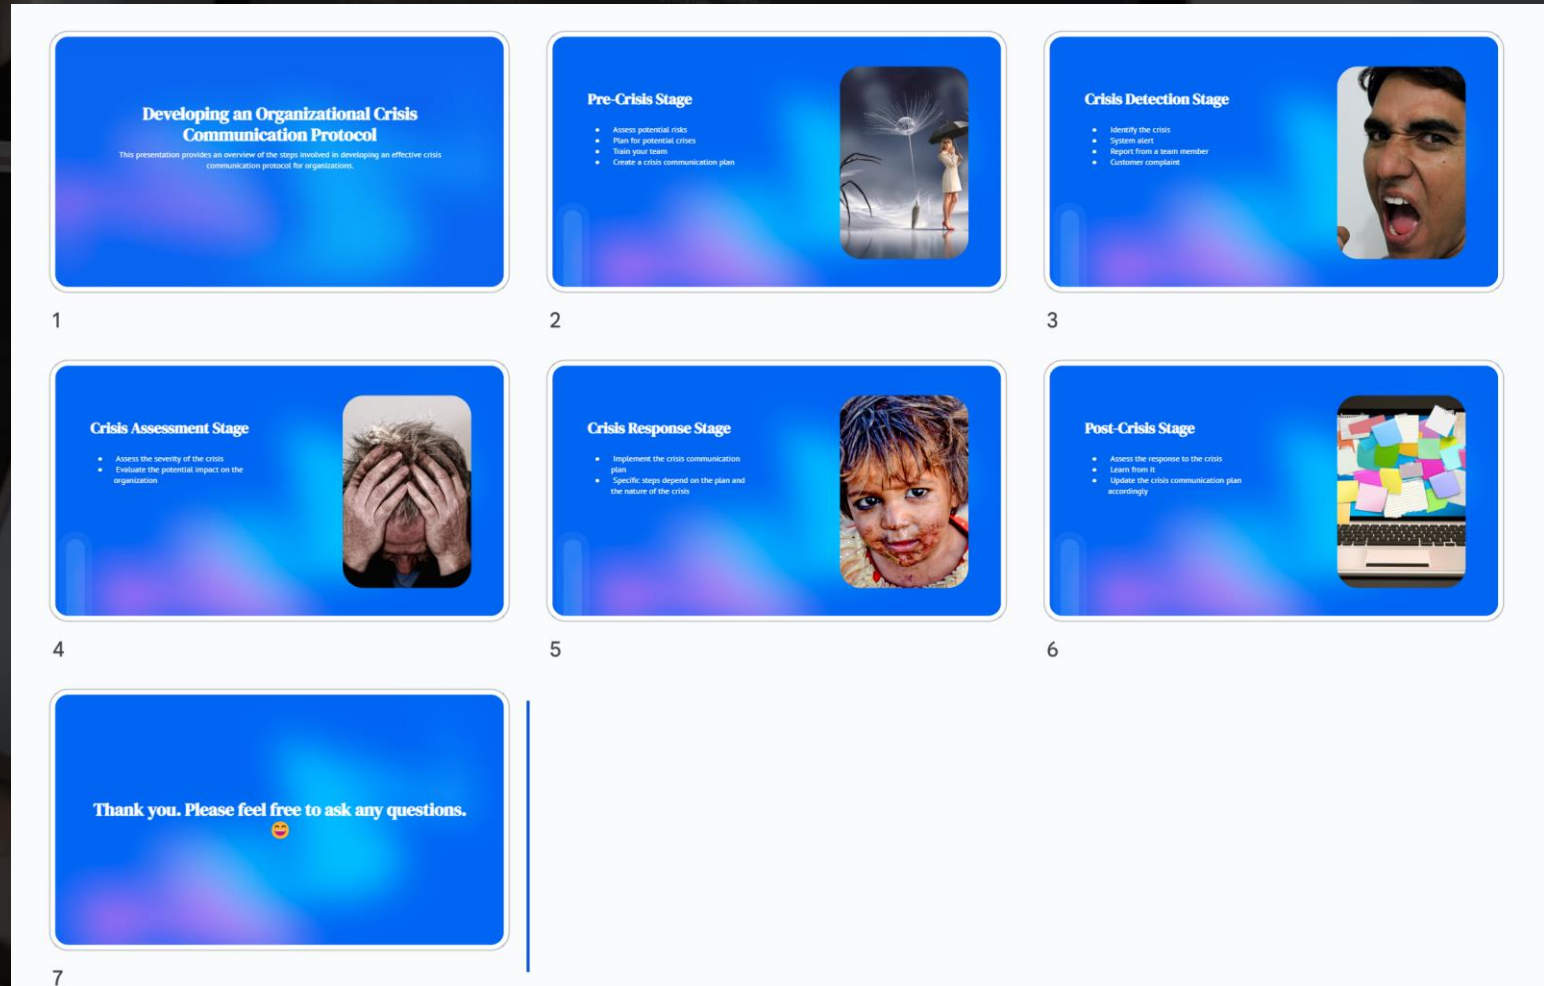 Developing an Organizational Crisis
Communication Protocol
This presentation provides an overview of the steps involved in developing an effective crisis
communication protocol for organizations.
1
Pre-Crisis Stage
● Assess potential risks
● Plan for potential crises
● Train your team
● Create a crisis communication plan
2
Crisis Detection Stage
● Identify the crisis
● System alert
● Report from a team member
● Customer complaint
3
Crisis Assessment Stage
● Assess the severity of the crisis
● Evaluate the potential impact on the
organization
4
Crisis Response Stage
● Implement the crisis communication
plan
● Specific steps depend on the plan and
the nature of the crisis
5
Post-Crisis Stage
● Assess the response to the crisis
● Learn from it
● Update the crisis communication plan
accordingly
6
Thank you. Please feel free to ask any questions.
😄
7